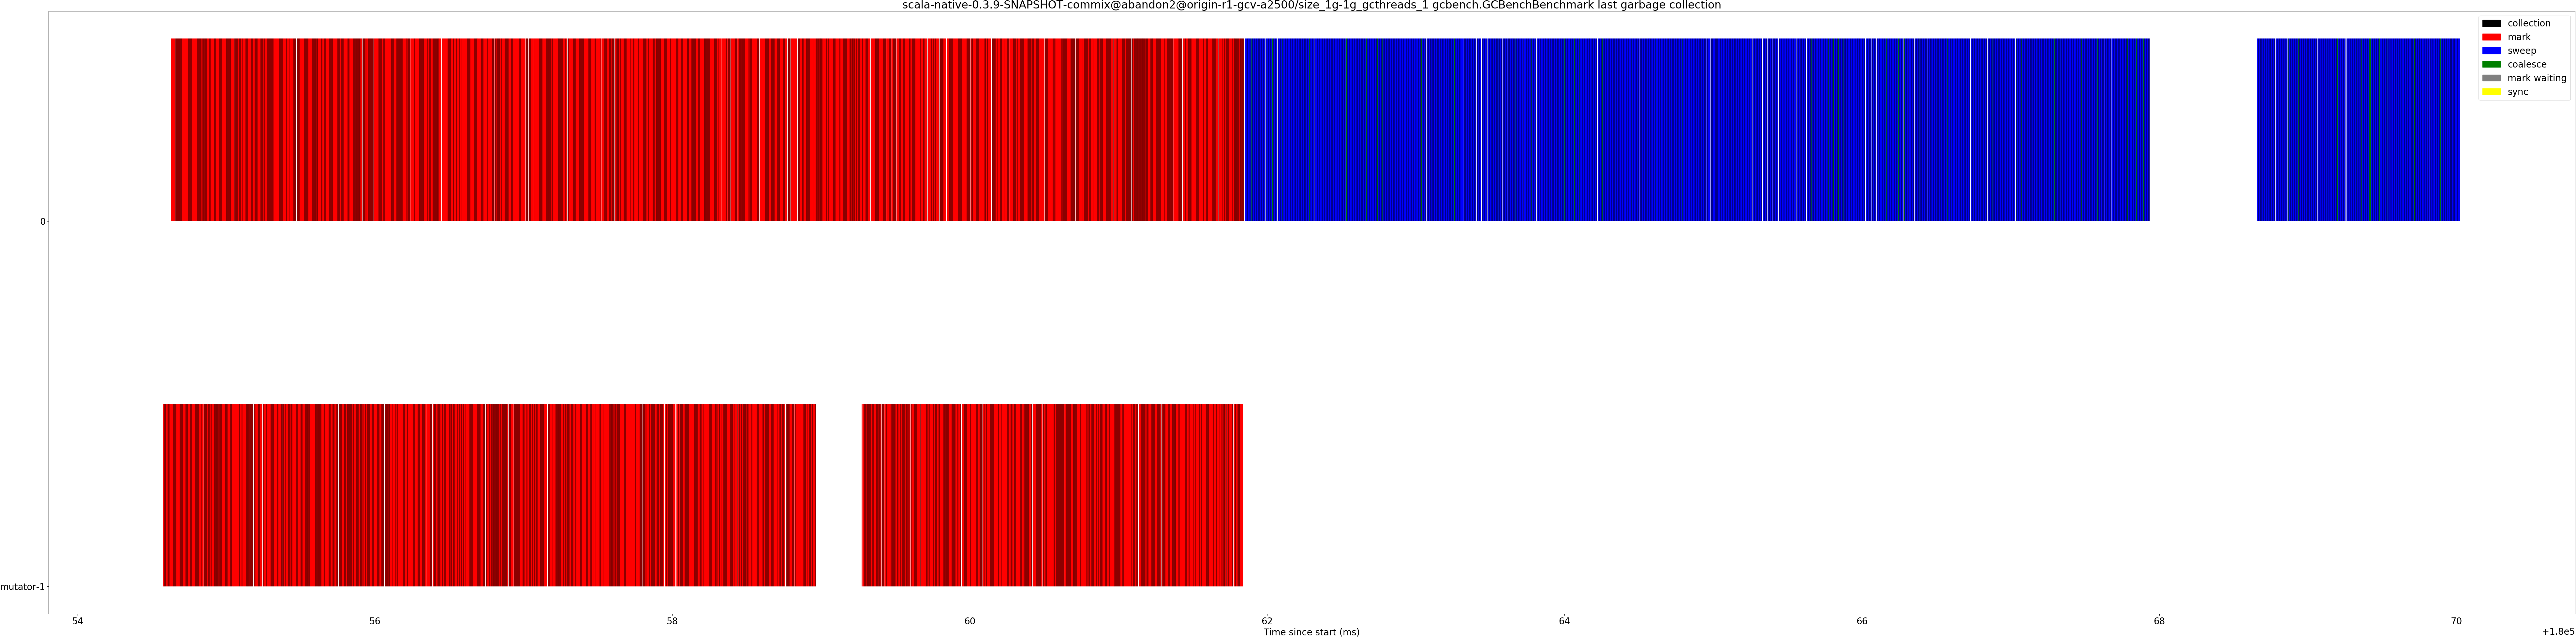 scala-native-0.3.9-SNAPSHOT-commix@abandon2@origin-r1-gcv-a2500/size_1g-1g_gcthreads_1 gcbench.GCBenchBenchmark last garbage collection
collection
mark
sweep
coalesce
mark waiting
sync
0
mutator-1
54 56 58 60 62 64 66 68 70
Time since start (ms)
+1.8e5